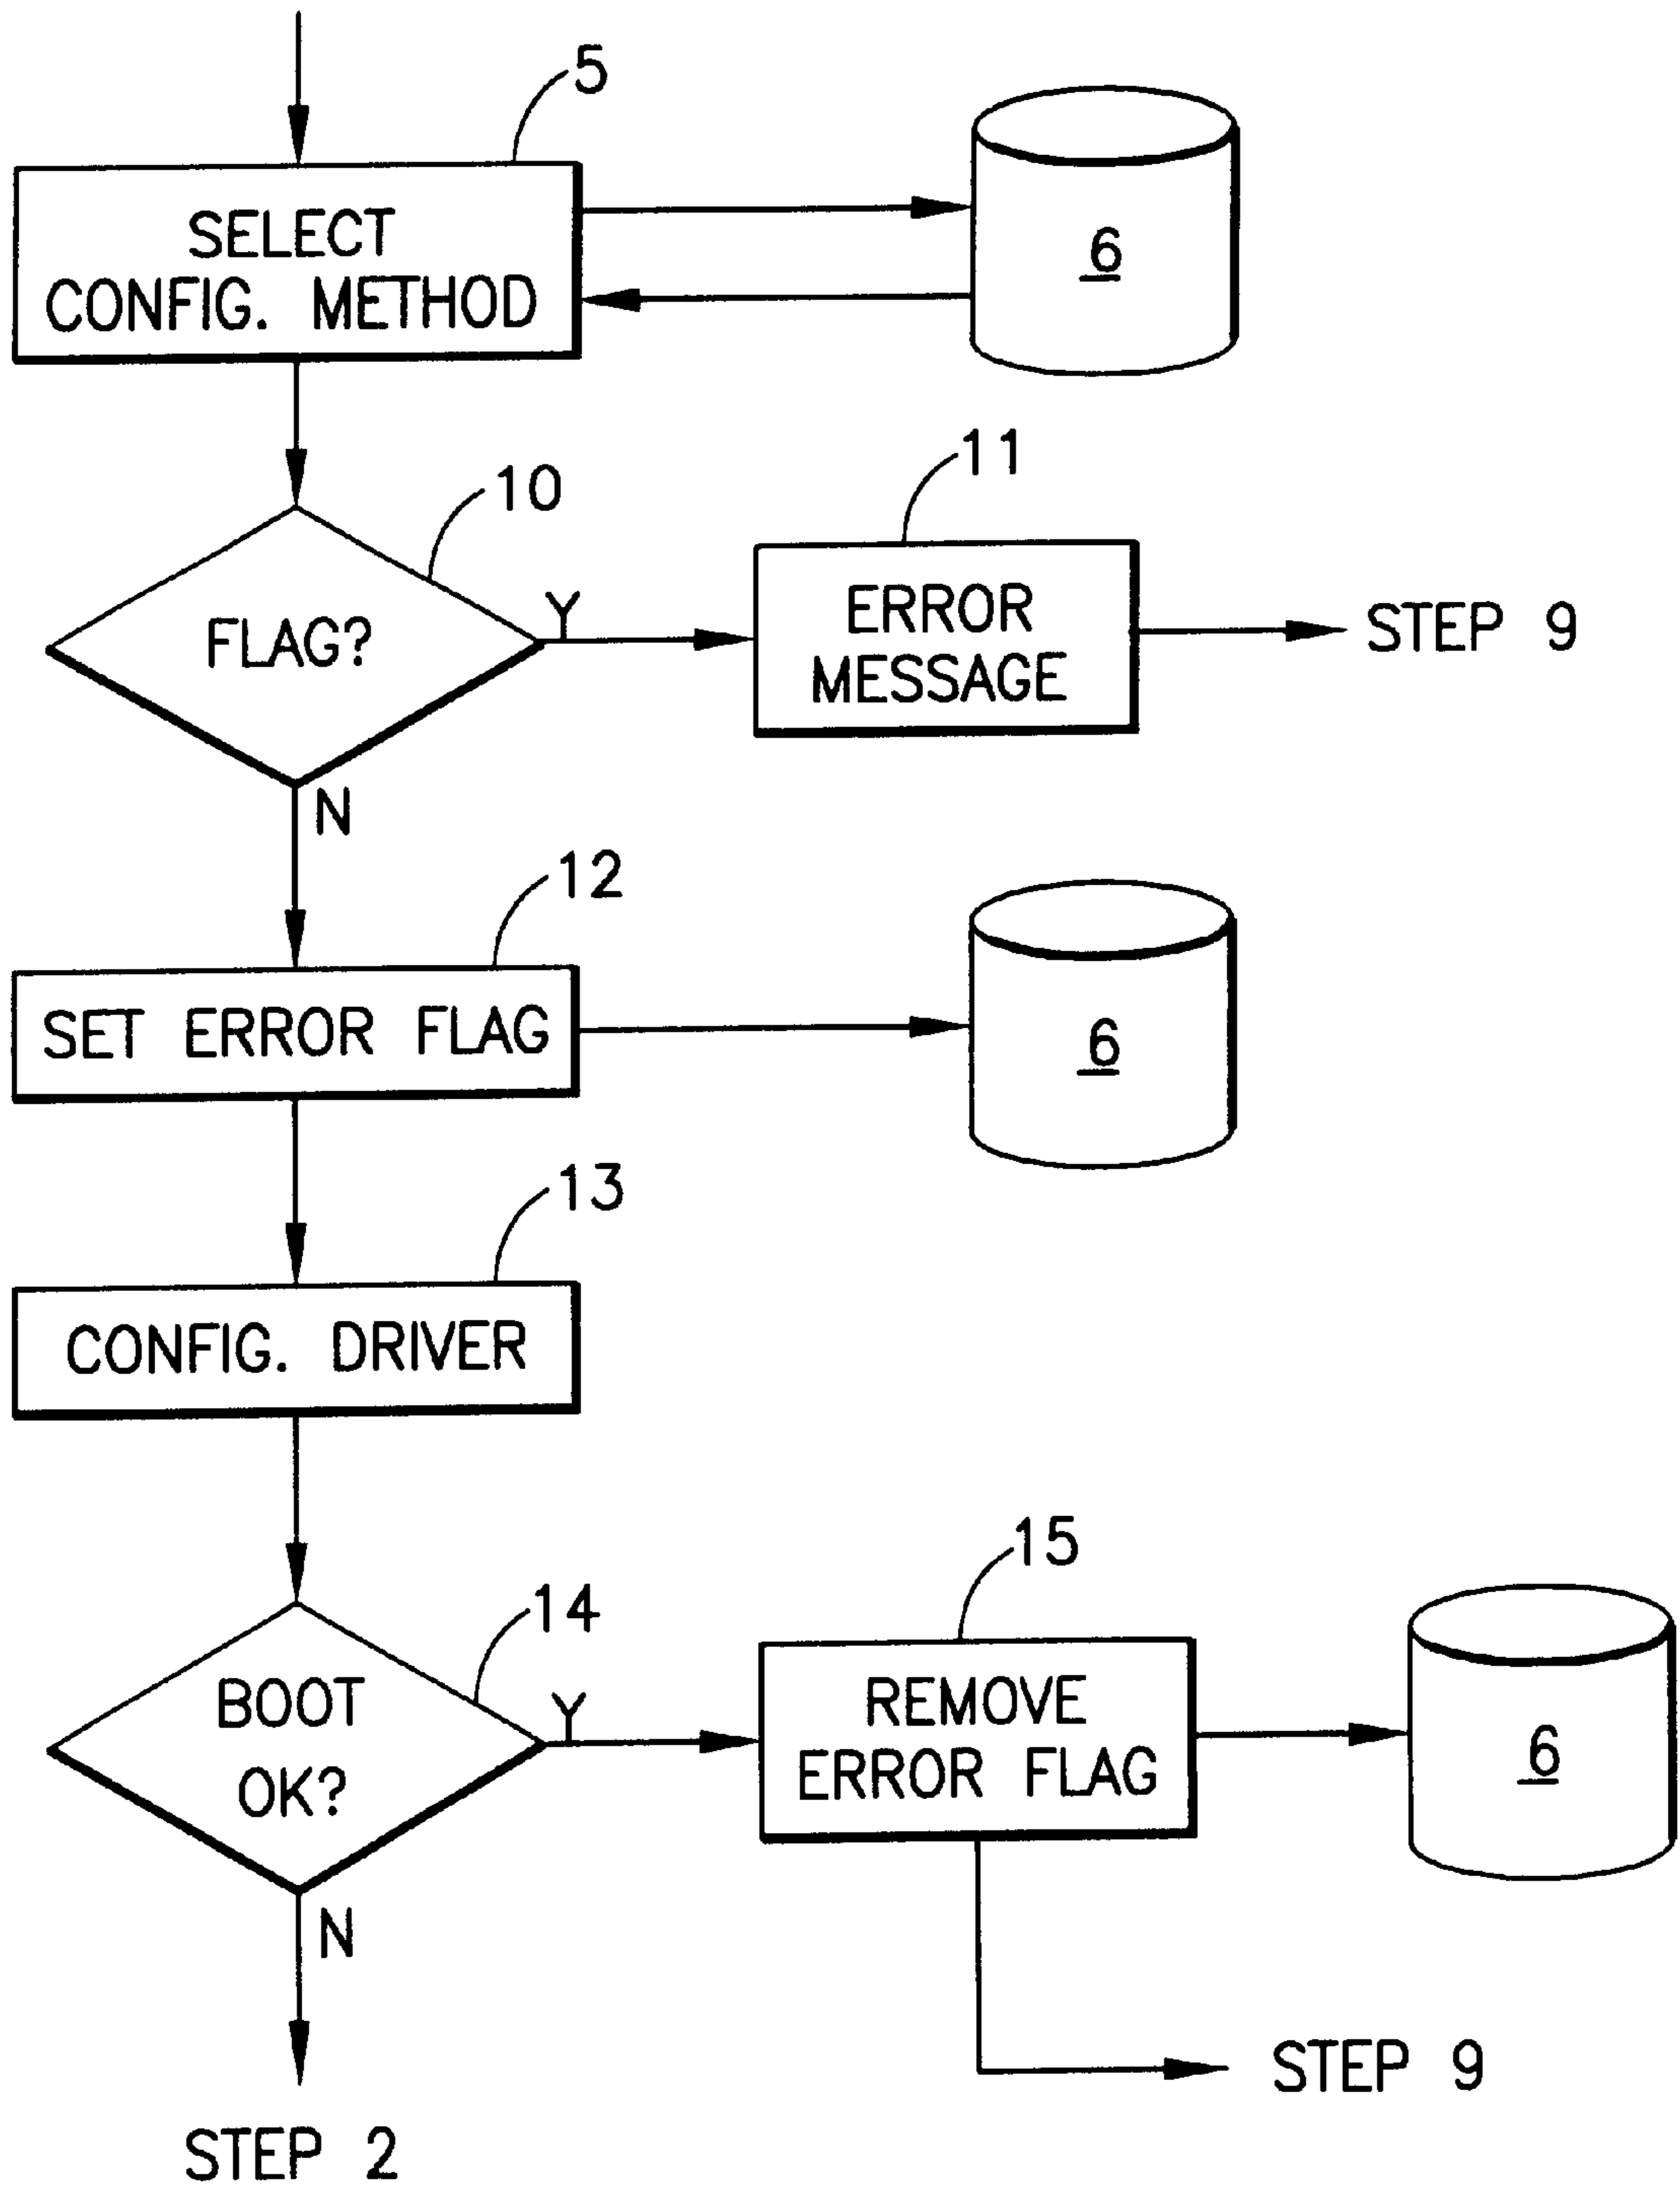 5
SELECT
CONFIG. METHOD
6
10
FLAG?
Y
N
11
ERROR
MESSAGE
STEP 9
12
SET ERROR FLAG
6
13
CONFIG. DRIVER
14
BOOT
OK?
Y
N
15
REMOVE
ERROR FLAG
6
STEP 9
STEP 2